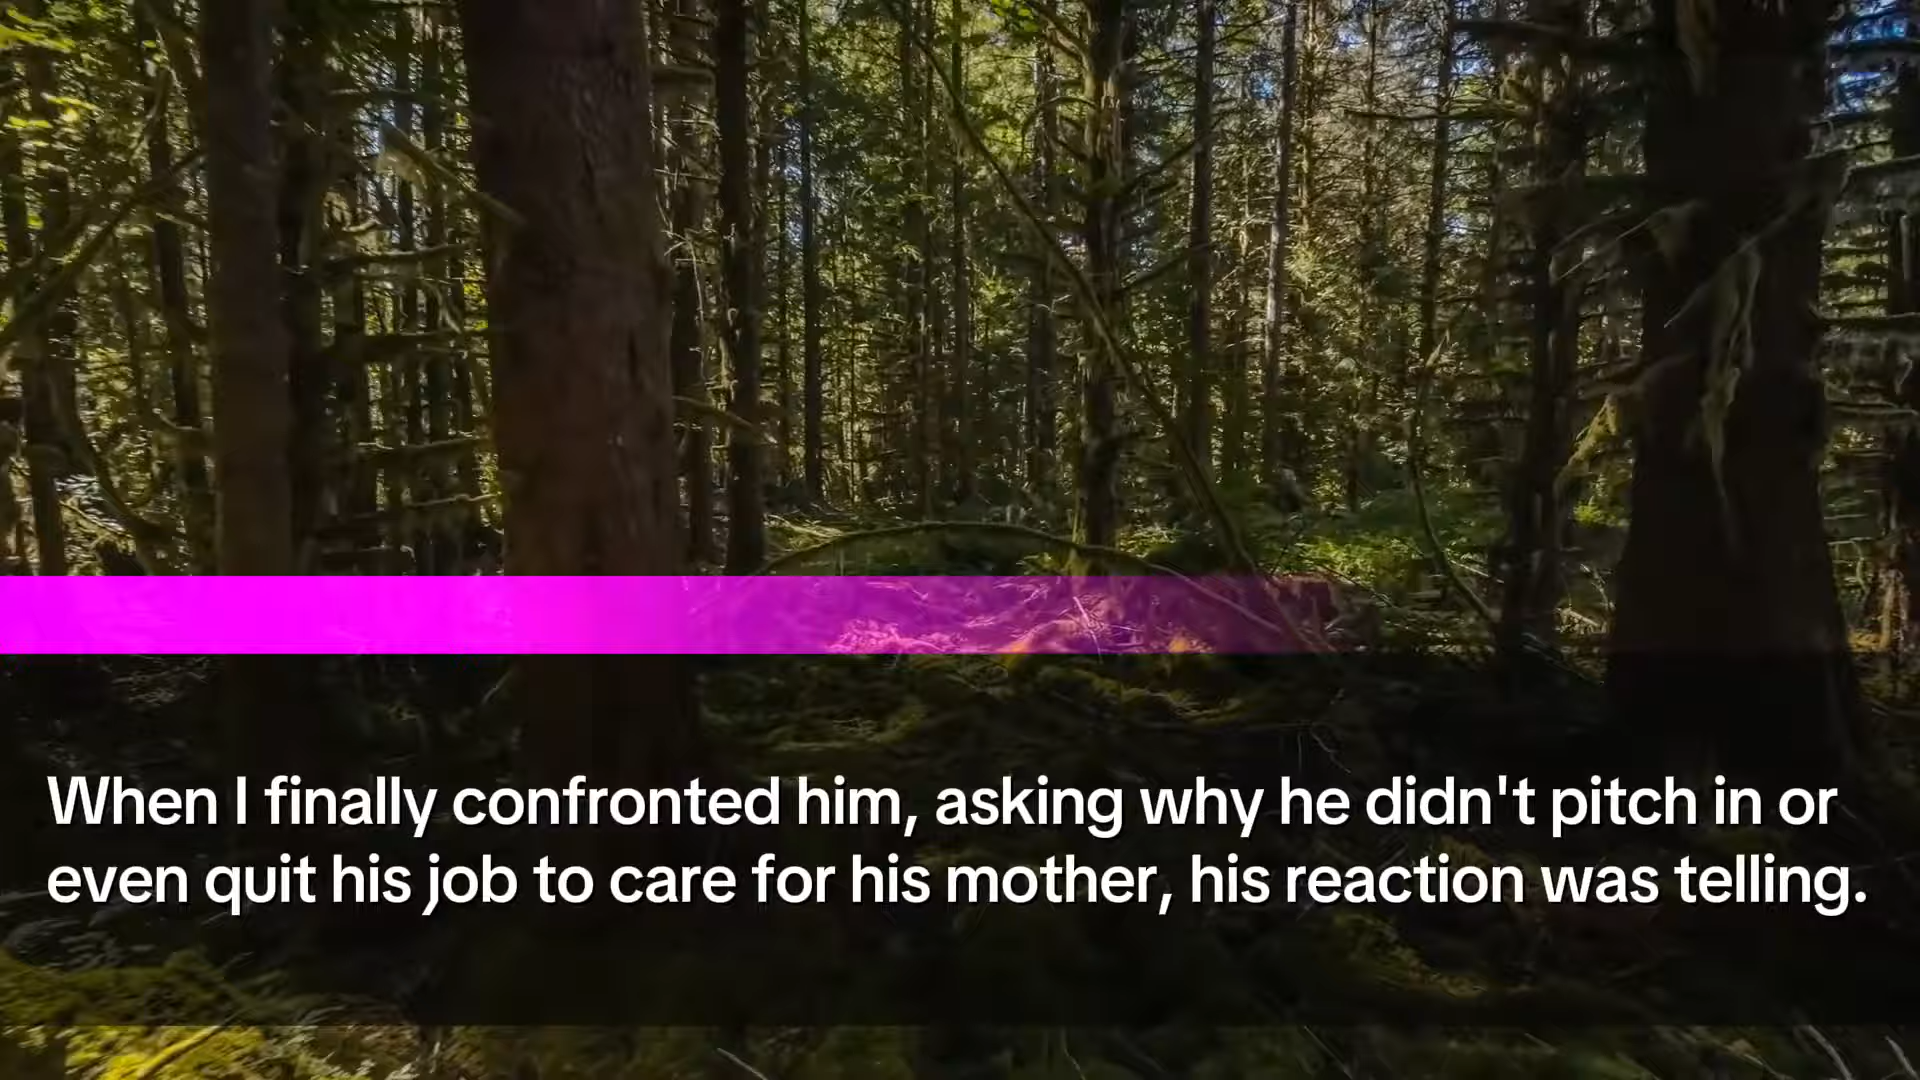 When I finally confronted him, asking why he didn't pitch in or
even quit his job to care for his mother, his reaction was telling.